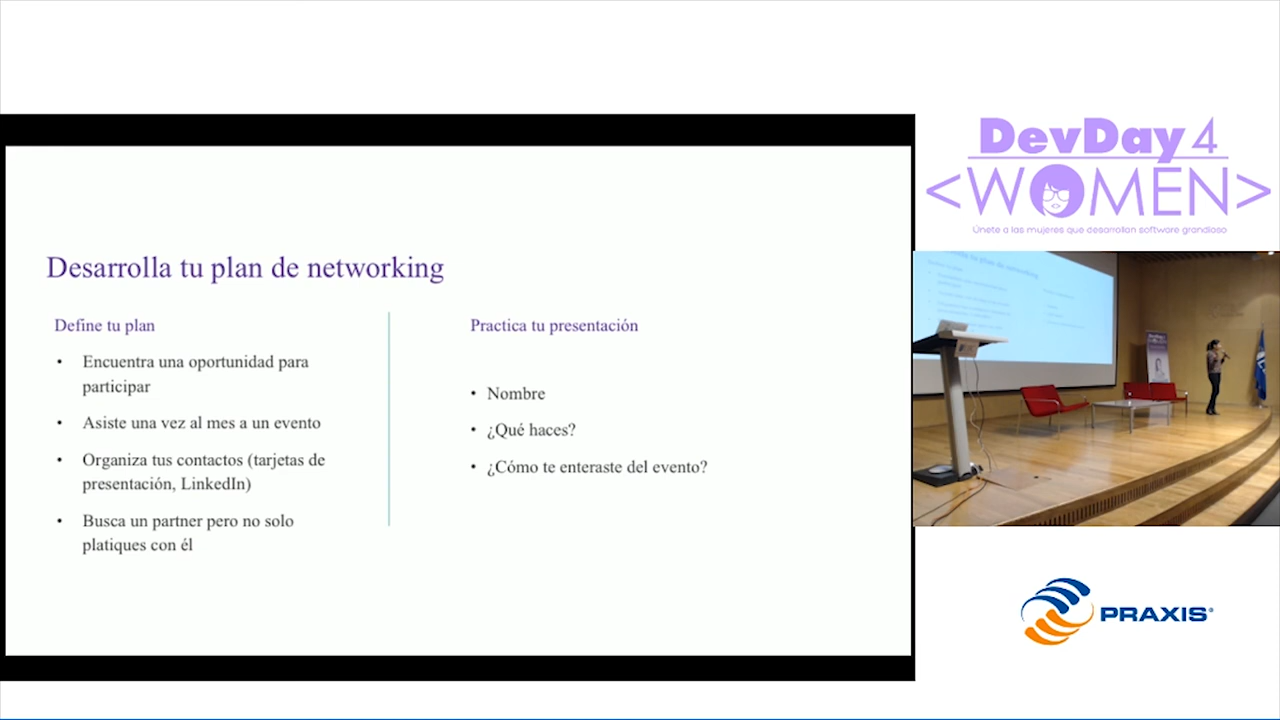 Desarrolla tu plan de networking
Define tu plan
• Encuentra una oportunidad para
participar
• Asiste una vez al mes a un evento
• Organiza tus contactos (tarjetas de
presentación, LinkedIn)
• Busca un partner pero no solo
platiques con él
Practica tu presentación
• Nombre
• ¿Qué haces?
• ¿Cómo te enteraste del evento?
DevDay 4
<WOMEN>
Únete a las mujeres que desarrollan software grandioso
PRAXIS®